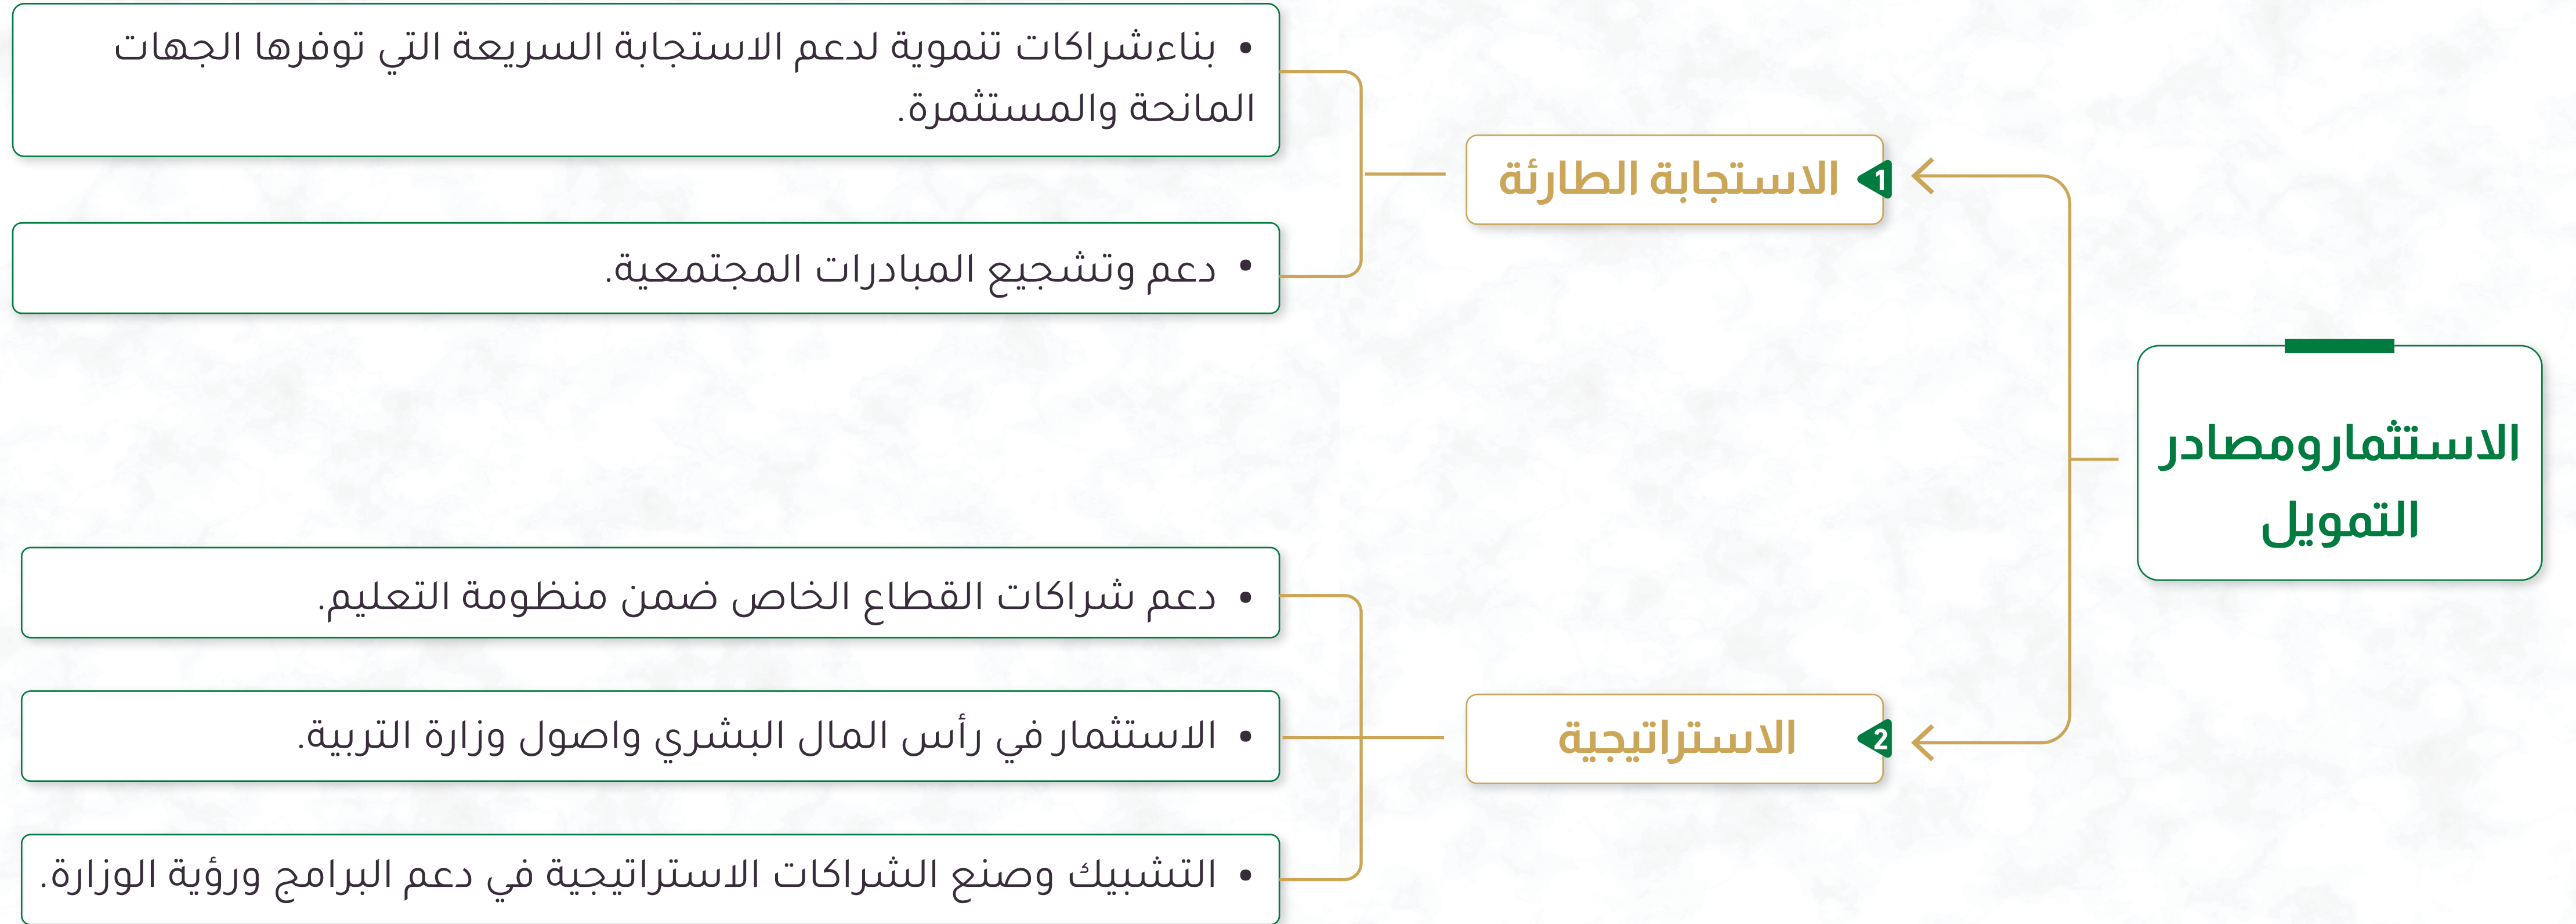 الاستثمارومصادر
التمويل
1
الاستجابة الطارئة
• بناءشراكات تنموية لدعم الاستجابة السريعة التي توفرها الجهات
المانحة والمستثمرة.
• دعم وتشجيع المبادرات المجتمعية.
2
الاستراتيجية
• دعم شراكات القطاع الخاص ضمن منظومة التعليم.
• الاستثمار في رأس المال البشري واصول وزارة التربية.
• التشبيك وصنع الشراكات الاستراتيجية في دعم البرامج ورؤية الوزارة.